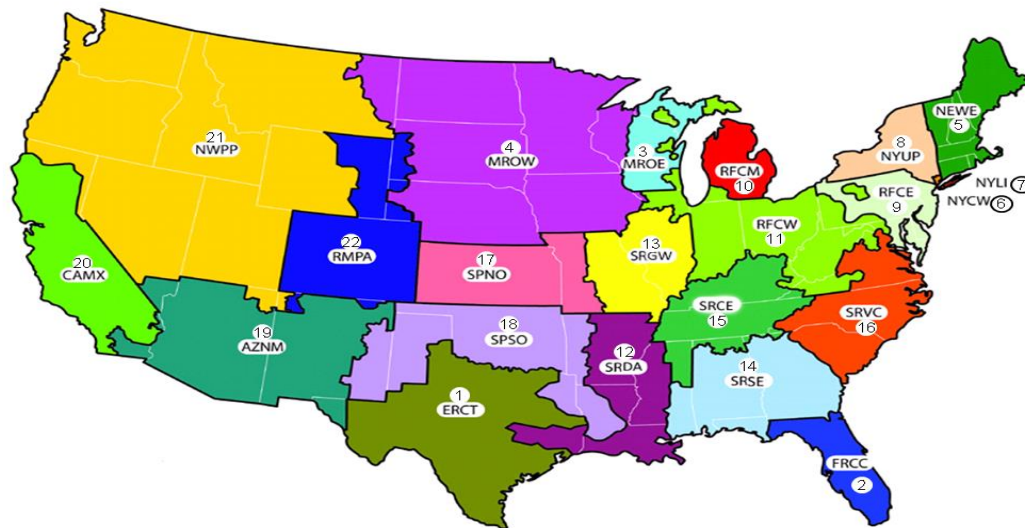 21
NWPP
4
MROW
3
MROE
RFCM
10
NEWE
5
8
NYUP
NYLI 7
NYCW 6
RFCE
9
RFCW
11
13
SRGW
22
RMPA
17
SPNO
20
CAMX
SRCE
15
SRVC
16
19
AZNM
18
SPSO
12
SRDA
14
SRSE
1
ERCT
FRCC
2